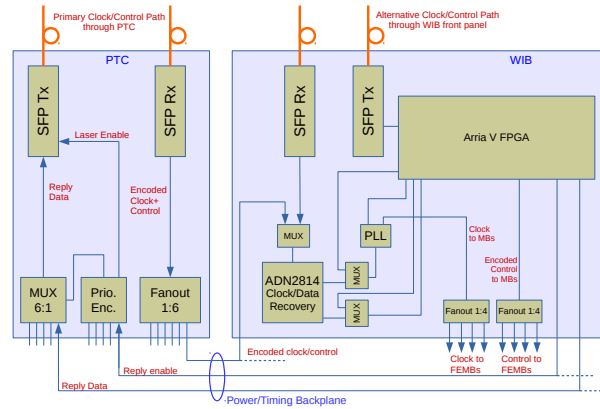 Primary Clock/Control Path
through PTC
Alternative Clock/Control Path
through WIB front panel
PTC
WIB
SFP Tx
SFP Rx
SFP Rx
SFP Tx
Arria V FPGA
Laser Enable
Reply
Data
Encoded
Clock+
Control
MUX
PLL
Clock
to MBs
Encoded
Control
to MBs
ADN2814
Clock/Data
Recovery
MUX
MUX
MUX
6:1
Prio.
Enc.
Fanout
1:6
Fanout 1:4
Fanout 1:4
Encoded clock/control
Clock to
FEMBs
Control to
FEMBs
Reply enable
Reply Data
Power/Timing Backplane